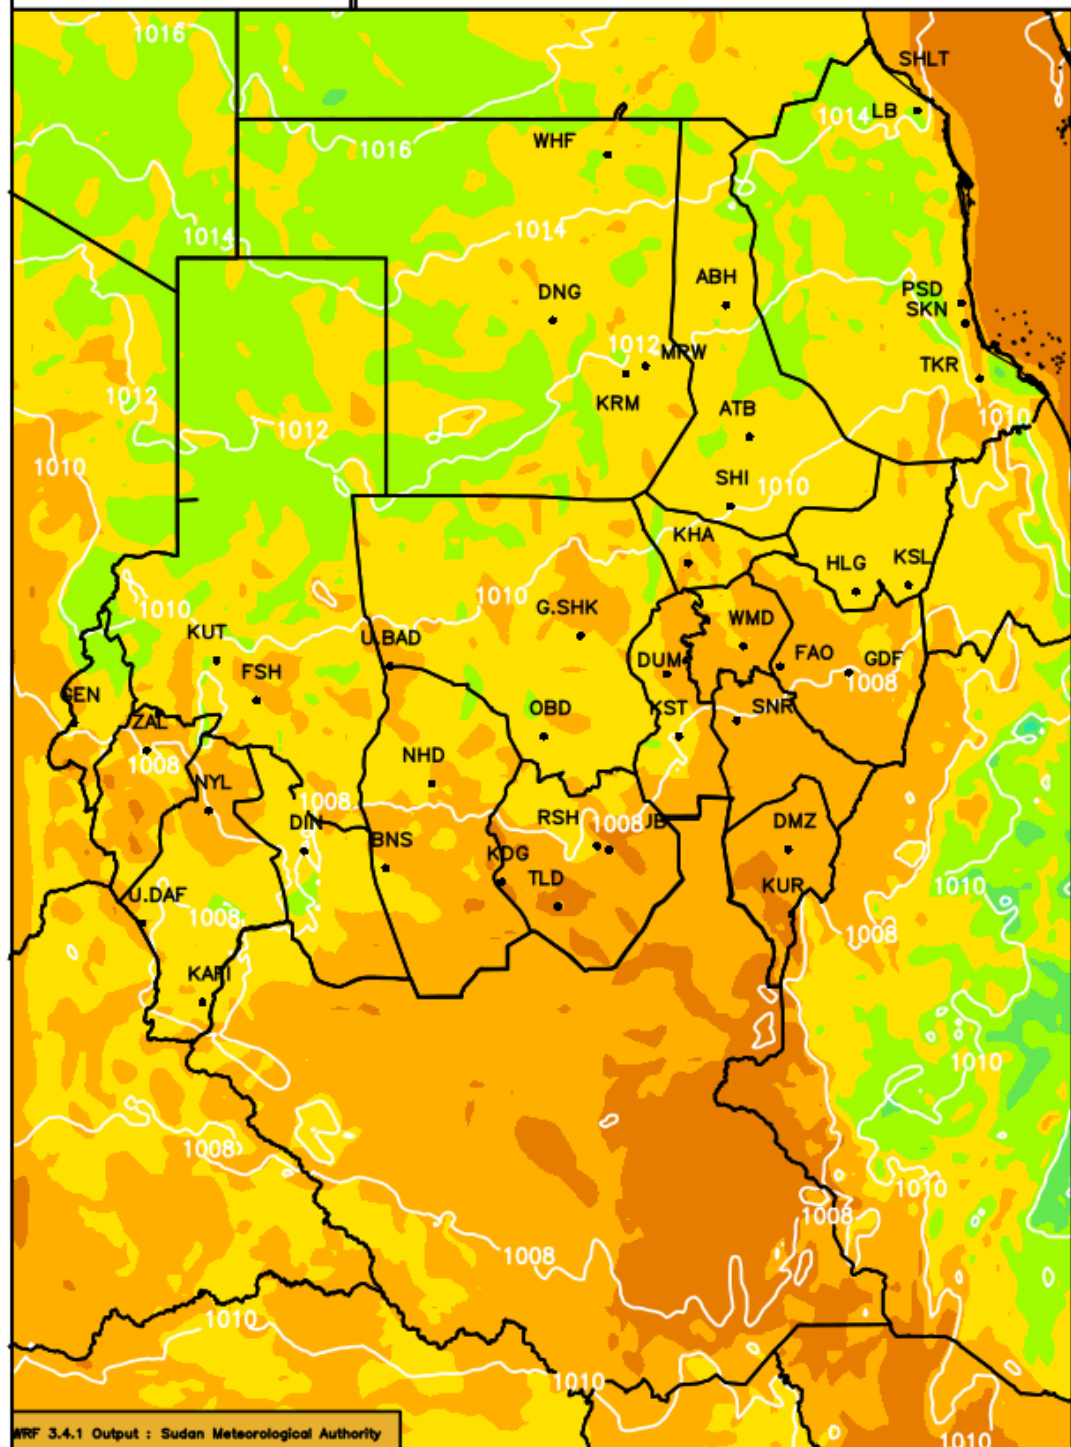 1016
SHLT
LB
1014
WHF
1016
1014
1014
ABH
PSD
DNG
SKN
1012
MRW
TKR
1012
KRM
ATB
1010
1012
1010
SHI
1010
KHA
HLG
KSL
1010
1010
G.SHK
KUT
U.BAD
WMD
FSH
DUM
FAO
GDF
1008
GEN
ZAL
OBD
KST
SNR
1008
NHD
NYL
1008
DIN
RSH
1008
JB
DMZ
BNS
KDG
TLD
KUR
1010
U.DAF
1008
1008
KAFI
1010
1008
1010
1008
1008
1010
1010
1010
WRF 3.4.1 Output : Sudan Meteorological Authority